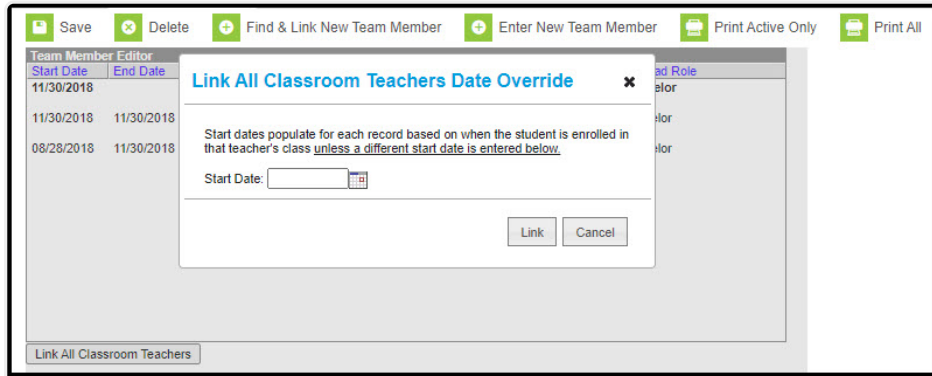 Save Delete Find & Link New Team Member Enter New Team Member Print Active Only Print All
Team Member Editor
Start Date End Date Role
11/30/2018
11/30/2018 11/30/2018
08/28/2018 11/30/2018
Link All Classroom Teachers Date Override
Start dates populate for each record based on when the student is enrolled in
that teacher's class unless a different start date is entered below.
Start Date:
Link Cancel
Link All Classroom Teachers